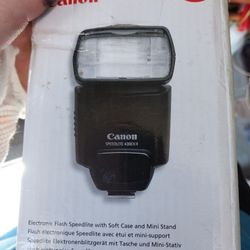 Canon
Canon
SPEEDLITE 430EX II
Electronic Flash Speedlite with Soft Case and Mini Stand
Flash électronique Speedlite avec étui et mini-support
Speedlite Elektronenblitzgerät mit Tasche und Mini-Stativ